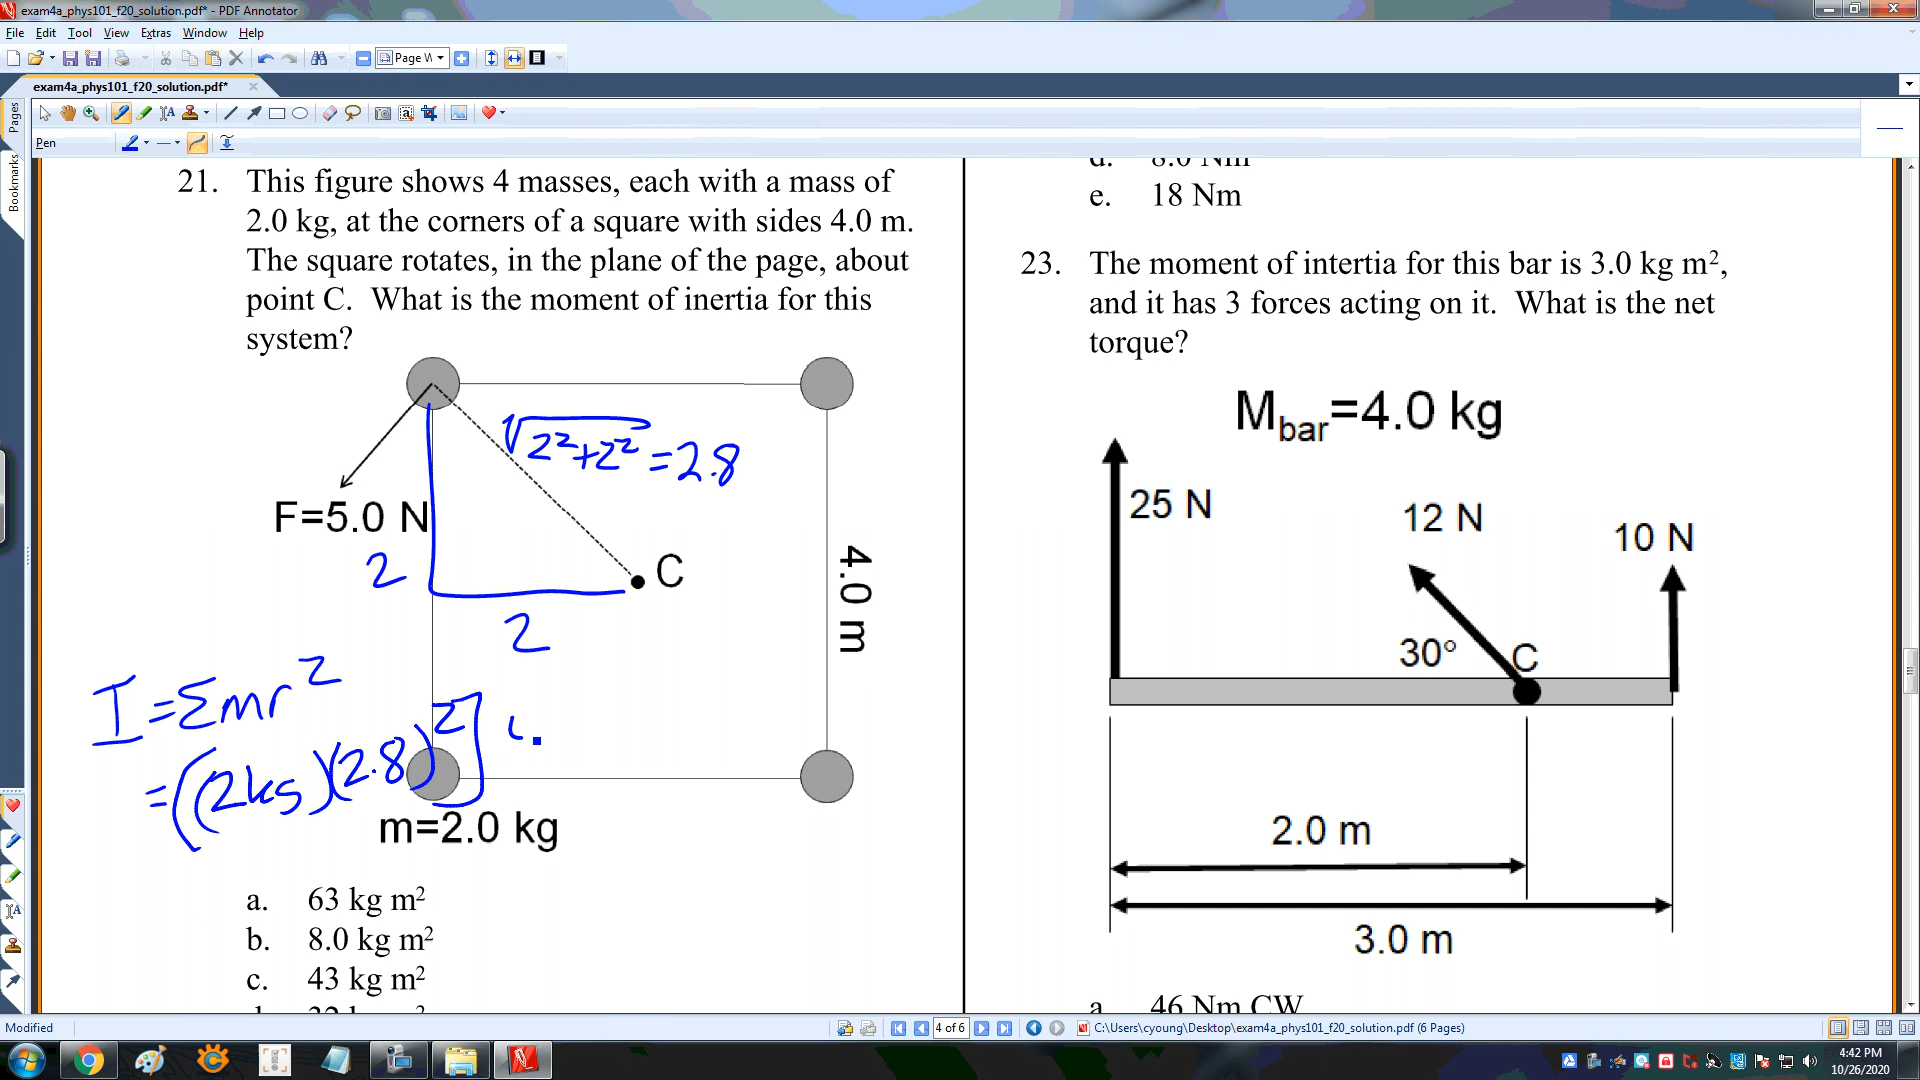 exam4a_phys101_f20_solution.pdf* - PDF Annotator
File Edit Tool View Extras Window Help
Page W
exam4a_phys101_f20_solution.pdf*
Pages
Bookmarks
Pen
21. This figure shows 4 masses, each with a mass of
2.0 kg, at the corners of a square with sides 4.0 m.
The square rotates, in the plane of the page, about
point C. What is the moment of inertia for this
system?
√2²+2² = 2.8
F=5.0 N
2
C
2
4.0 m
I = Σmr²
= ((2kg)(2.8)²]
m=2.0 kg
a. 63 kg m²
b. 8.0 kg m²
c. 43 kg m²
e. 18 Nm
23. The moment of intertia for this bar is 3.0 kg m²,
and it has 3 forces acting on it. What is the net
torque?
Mbar=4.0 kg
25 N
12 N
10 N
30°
C
2.0 m
3.0 m
a 46 Nm CW
Modified
4 of 6
C:\Users\cyoung\Desktop\exam4a_phys101_f20_solution.pdf (6 Pages)
4:42 PM
10/26/2020